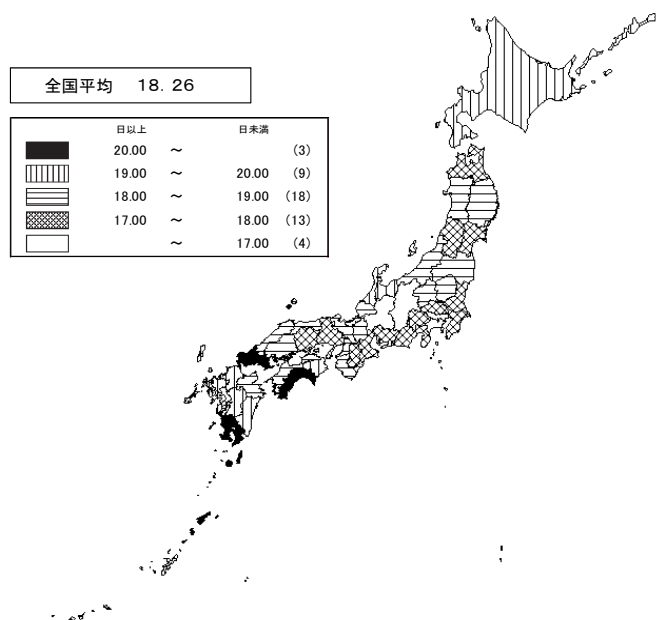 全国平均 18.26
日以上 日未満
20.00 ～ (3)
19.00 ～ 20.00 (9)
18.00 ～ 19.00 (18)
17.00 ～ 18.00 (13)
～ 17.00 (4)